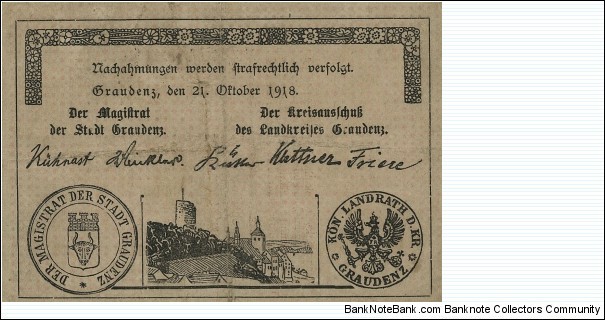 Nachahmungen werden strafrechtlich verfolgt.
Graudenz, den 21. Oktober 1918.
Der Magistrat
der Stadt Graudenz.
Der Kreisausschuß
des Landkreises Graudenz.
Kühnast Kuttner
DER MAGISTRAT DER STADT GRAUDENZ *
KÖN. LANDRATH D. KR. GRAUDENZ
BankNoteBank.com - Banknote Collectors Community